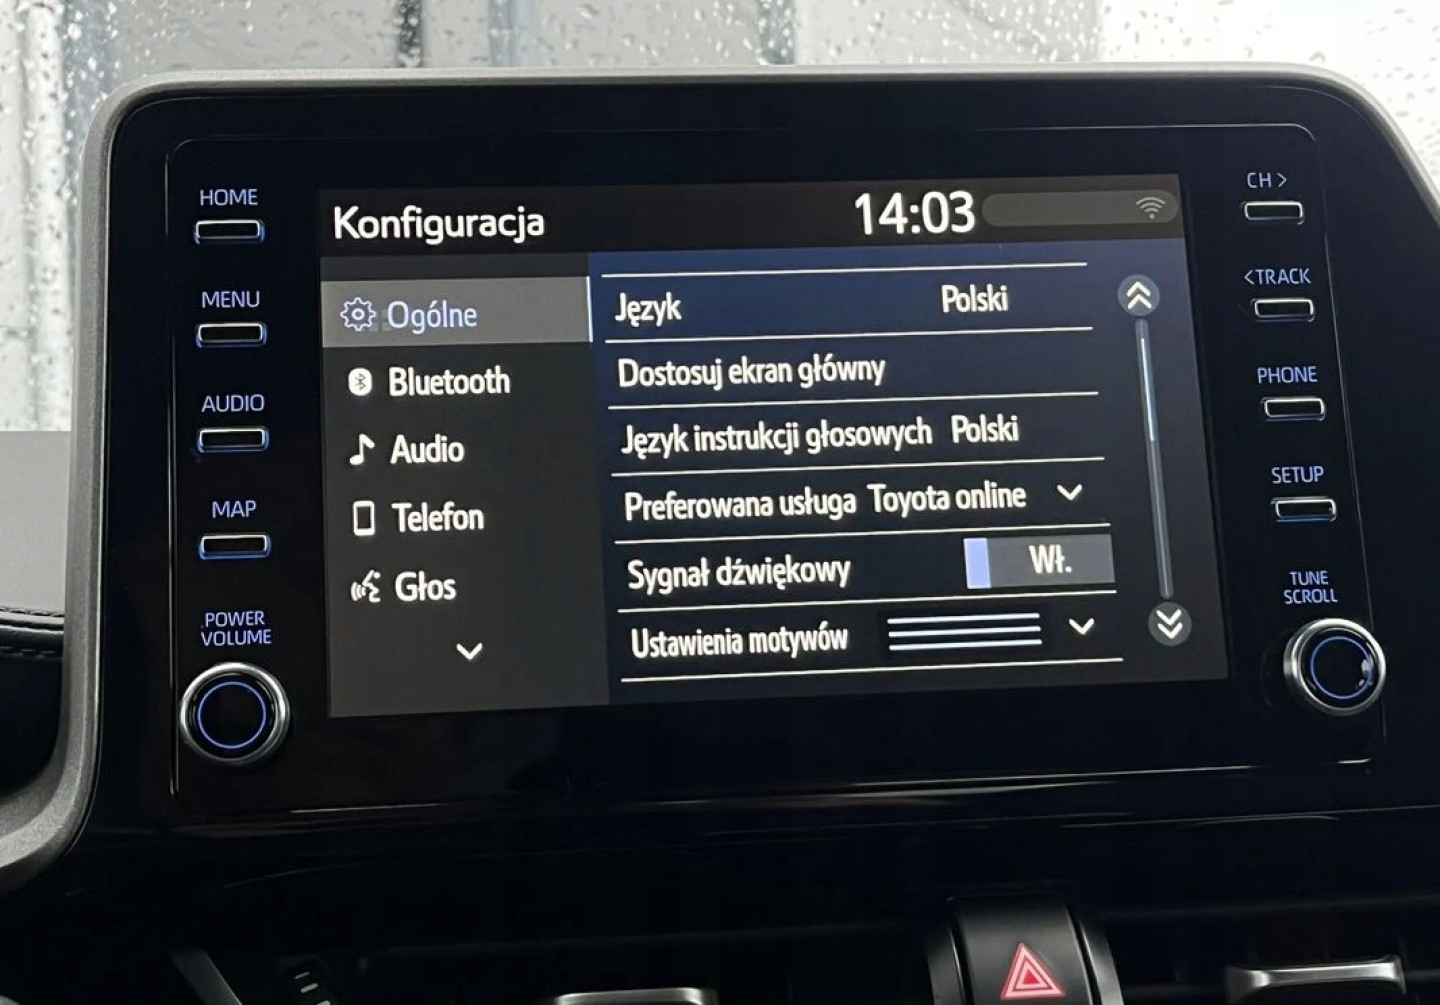 HOME
MENU
AUDIO
MAP
POWER
VOLUME
Konfiguracja 14:03
Ogólne
Bluetooth
Audio
Telefon
Głos
Język Polski
Dostosuj ekran główny
Język instrukcji głosowych Polski
Preferowana usługa Toyota online
Sygnał dźwiękowy Wł.
Ustawienia motywów
CH >
<TRACK
PHONE
SETUP
TUNE
SCROLL